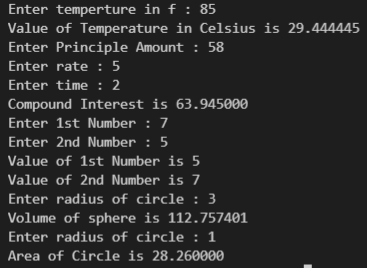 Enter temperture in f : 85
Value of Temperature in Celsius is 29.444445
Enter Principle Amount : 58
Enter rate : 5
Enter time : 2
Compound Interest is 63.945000
Enter 1st Number : 7
Enter 2nd Number : 5
Value of 1st Number is 5
Value of 2nd Number is 7
Enter radius of circle : 3
Volume of sphere is 112.757401
Enter radius of circle : 1
Area of Circle is 28.260000